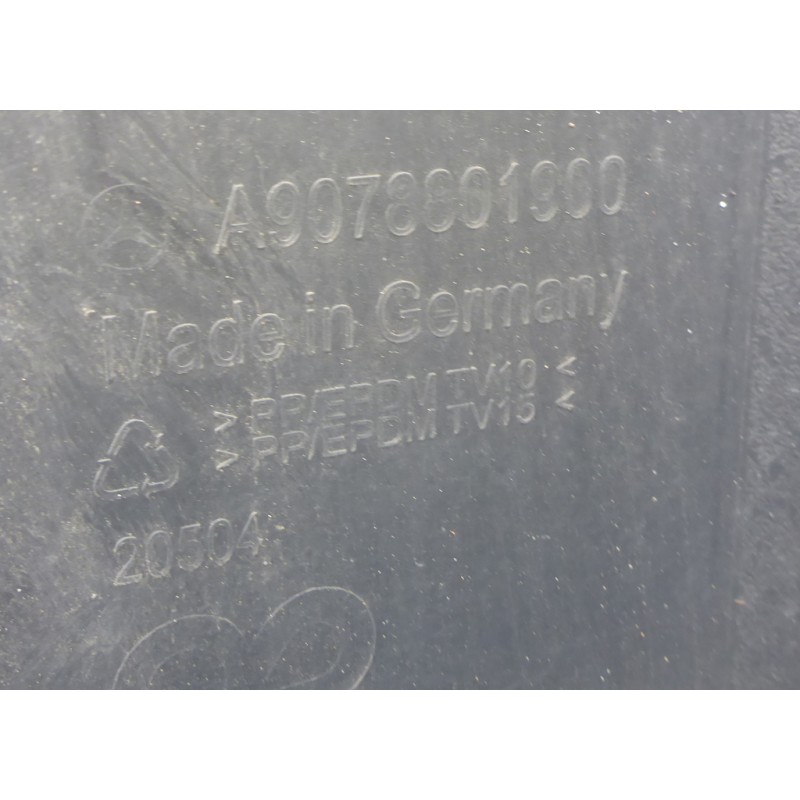 A9078801900
Made in Germany
> PP/EPDM TV10 <
> PP/EPDM TV15 <
20504